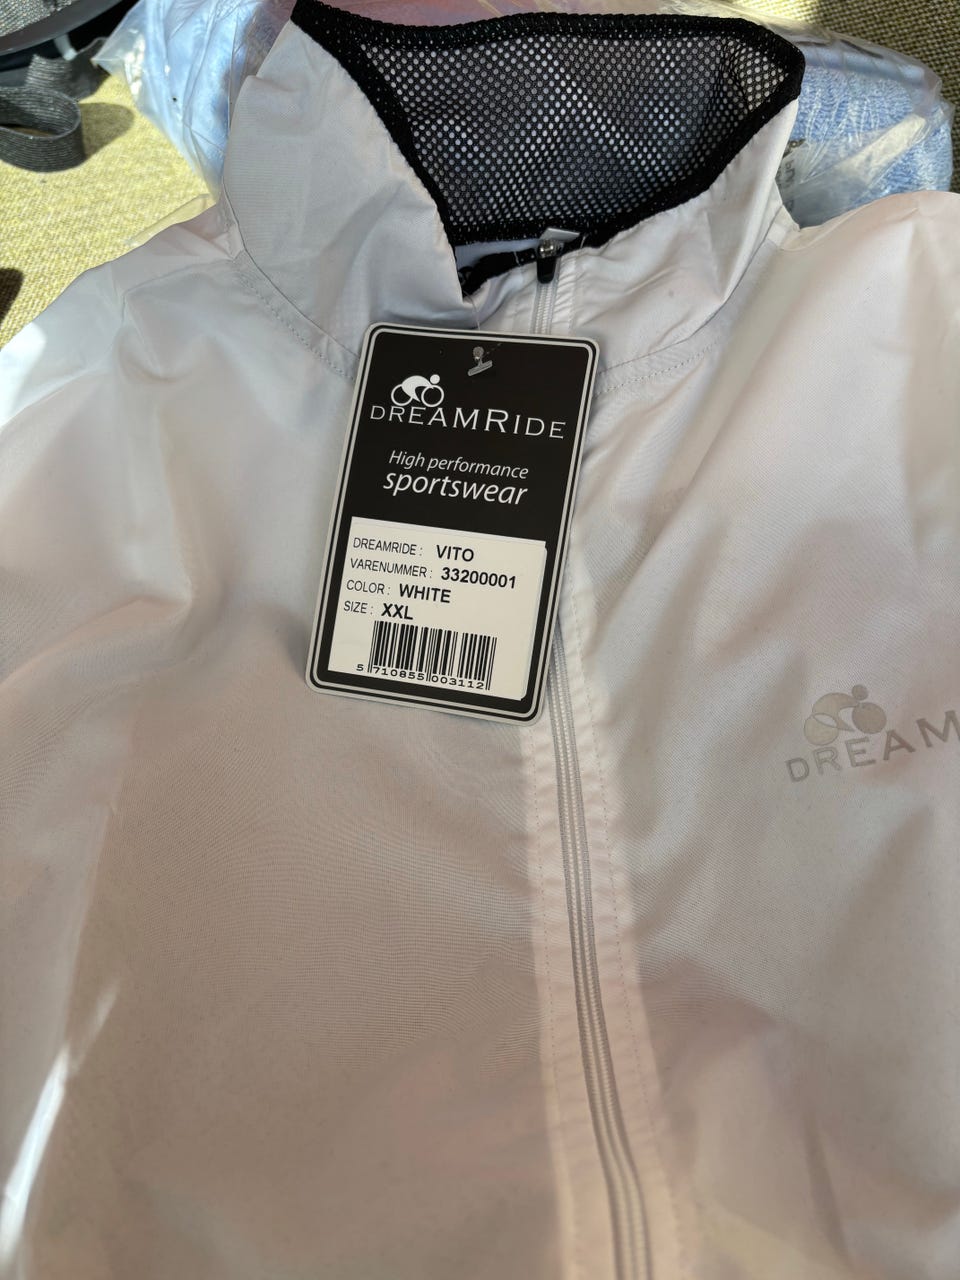 DREAMRIDE
High performance
sportswear
DREAMRIDE : VITO
VARENUMMER : 33200001
COLOR : WHITE
SIZE : XXL
5 710855 003112
DREAM